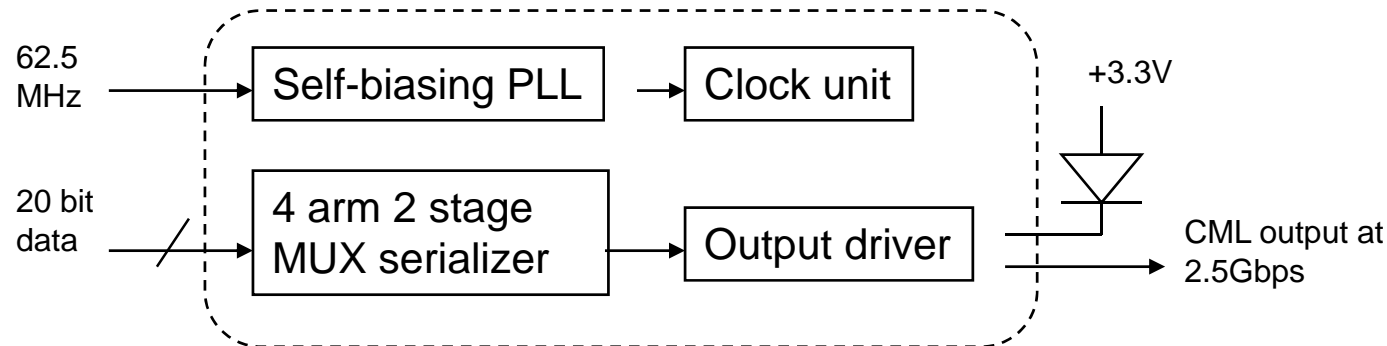 62.5
MHz
Self-biasing PLL
Clock unit
+3.3V
20 bit
data
4 arm 2 stage
MUX serializer
Output driver
CML output at
2.5Gbps